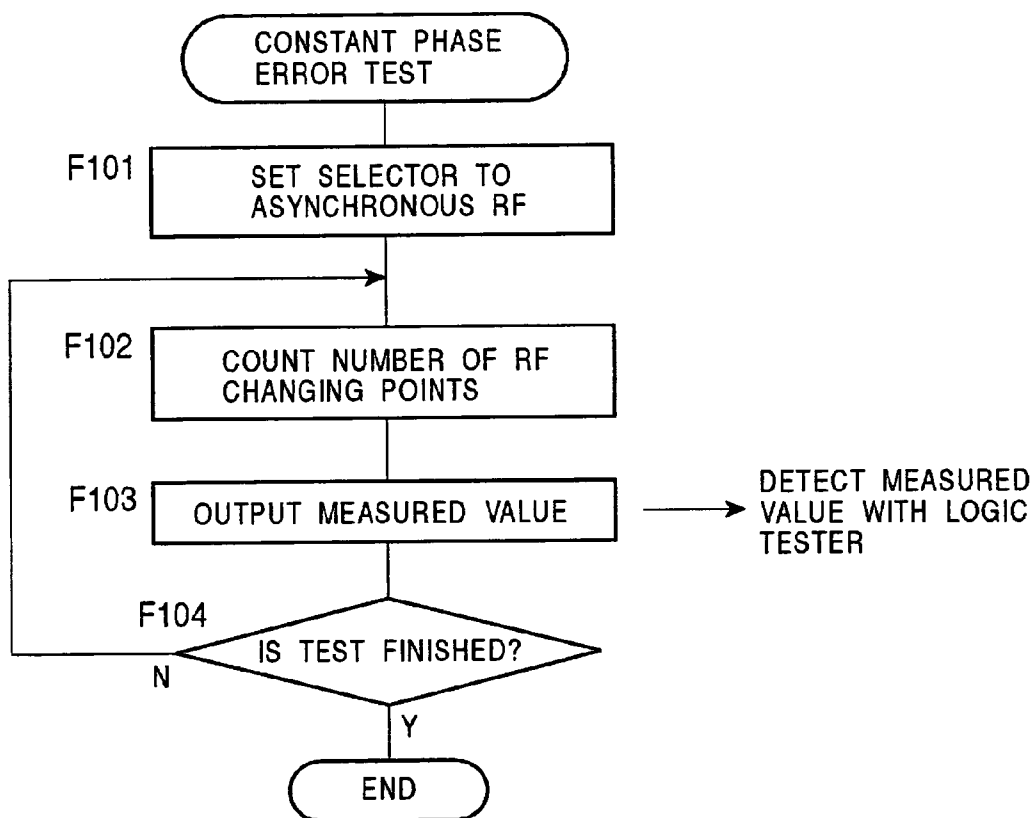 CONSTANT PHASE
ERROR TEST
F101
SET SELECTOR TO
ASYNCHRONOUS RF
F102
COUNT NUMBER OF RF
CHANGING POINTS
F103
OUTPUT MEASURED VALUE
DETECT MEASURED
VALUE WITH LOGIC
TESTER
F104
IS TEST FINISHED?
N
Y
END